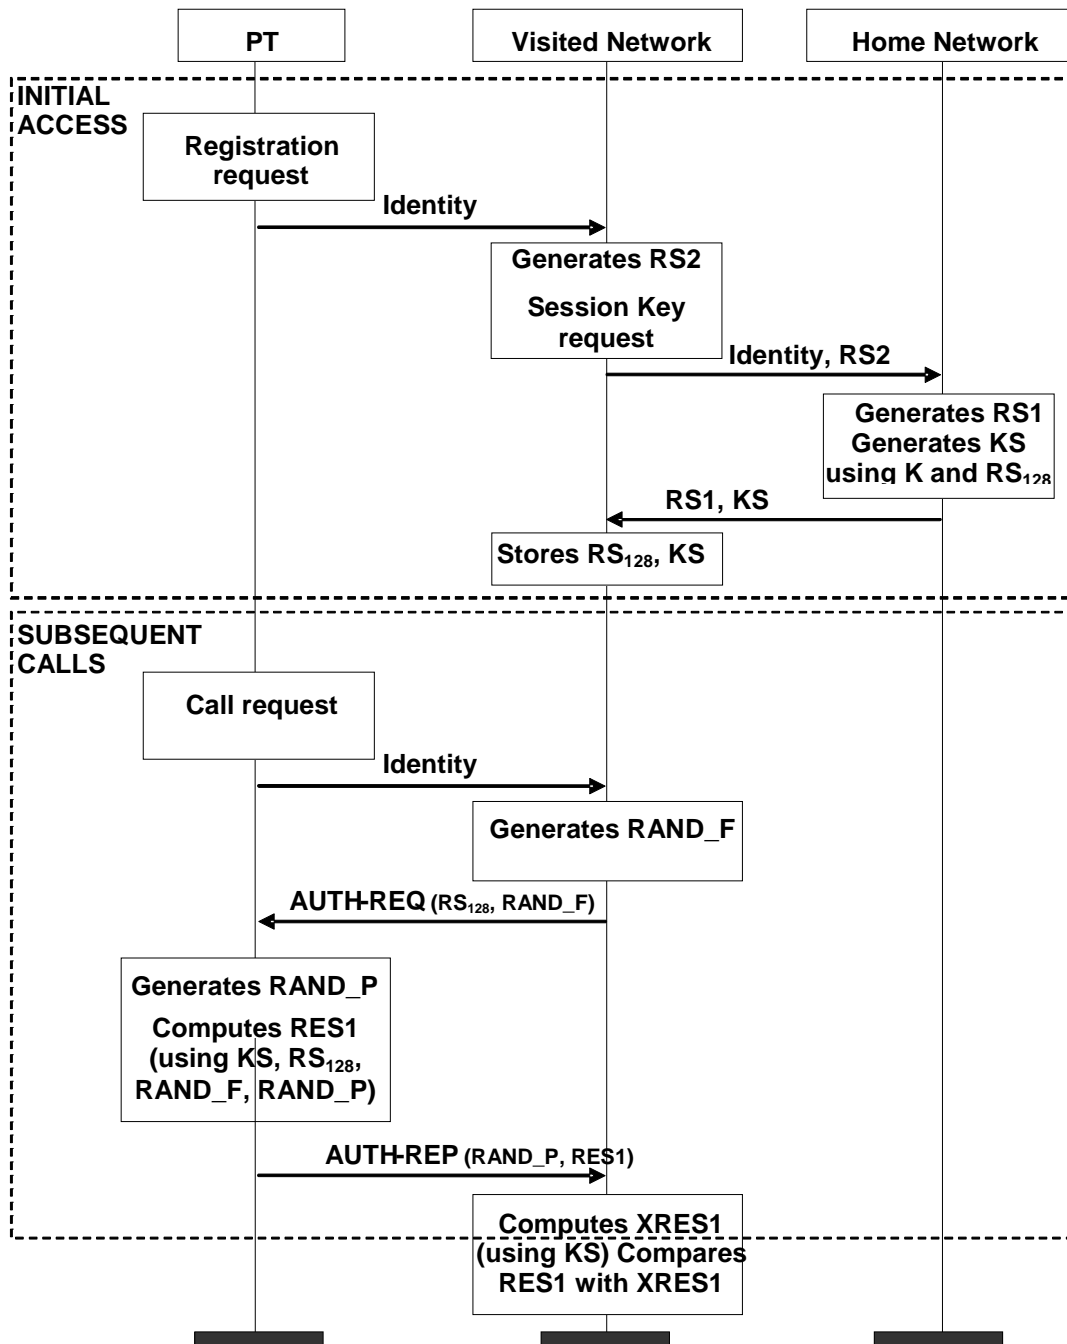 PT
Visited Network
Home Network
INITIAL
ACCESS
Registration
request
Identity
Generates RS2
Session Key
request
Identity, RS2
Generates RS1
Generates KS
using K and RS₁₂₈
RS1, KS
Stores RS₁₂₈, KS
SUBSEQUENT
CALLS
Call request
Identity
Generates RAND_F
AUTH-REQ (RS₁₂₈, RAND_F)
Generates RAND_P
Computes RES1
(using KS, RS₁₂₈,
RAND_F, RAND_P)
AUTH-REP (RAND_P, RES1)
Computes XRES1
(using KS) Compares
RES1 with XRES1